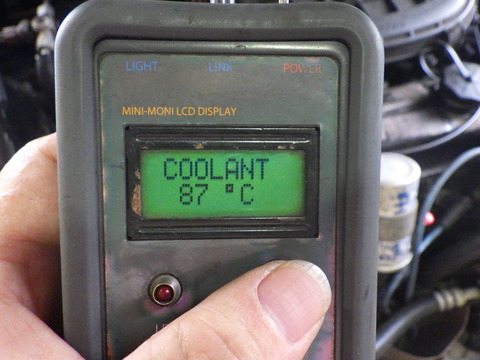 LIGHT LINK POWER
MINI-MONI LCD DISPLAY
COOLANT
87 °C